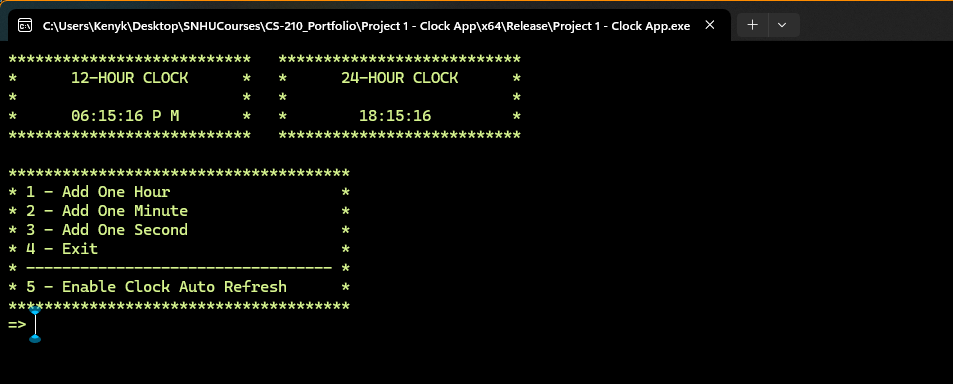 C:\Users\Kenyk\Desktop\SNHUCourses\CS-210_Portfolio\Project 1 - Clock App\x64\Release\Project 1 - Clock App.exe
***************************   ***************************
*      12-HOUR CLOCK      *   *      24-HOUR CLOCK      *
*                         *   *                         *
*      06:15:16 P M       *   *        18:15:16         *
***************************   ***************************
**************************************
* 1 - Add One Hour                   *
* 2 - Add One Minute                 *
* 3 - Add One Second                 *
* 4 - Exit                           *
* ---------------------------------- *
* 5 - Enable Clock Auto Refresh      *
**************************************
=>